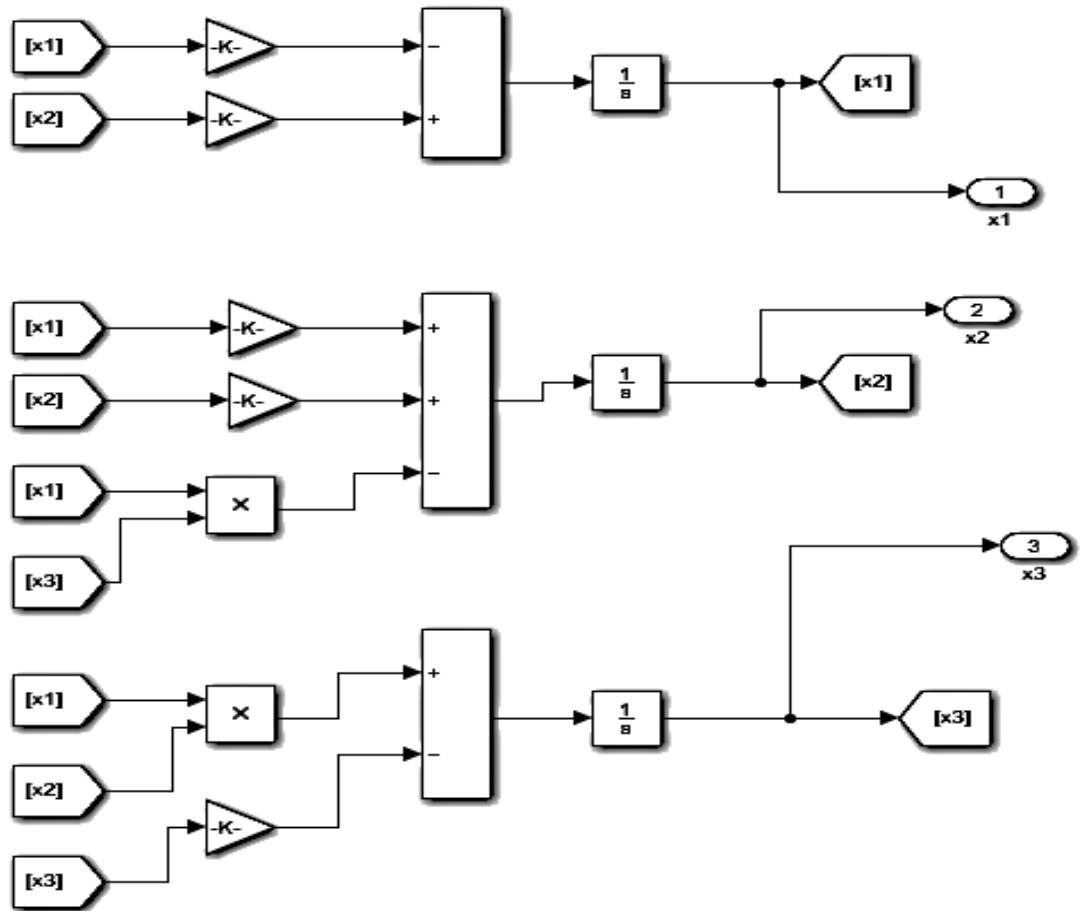 [x1]
-K-
−
1
s
[x1]
[x2]
-K-
+
1
x1
[x1]
-K-
+
2
x2
[x2]
-K-
+
1
s
[x2]
[x1]
×
−
[x3]
3
x3
[x1]
×
+
1
s
[x3]
[x2]
−
-K-
[x3]